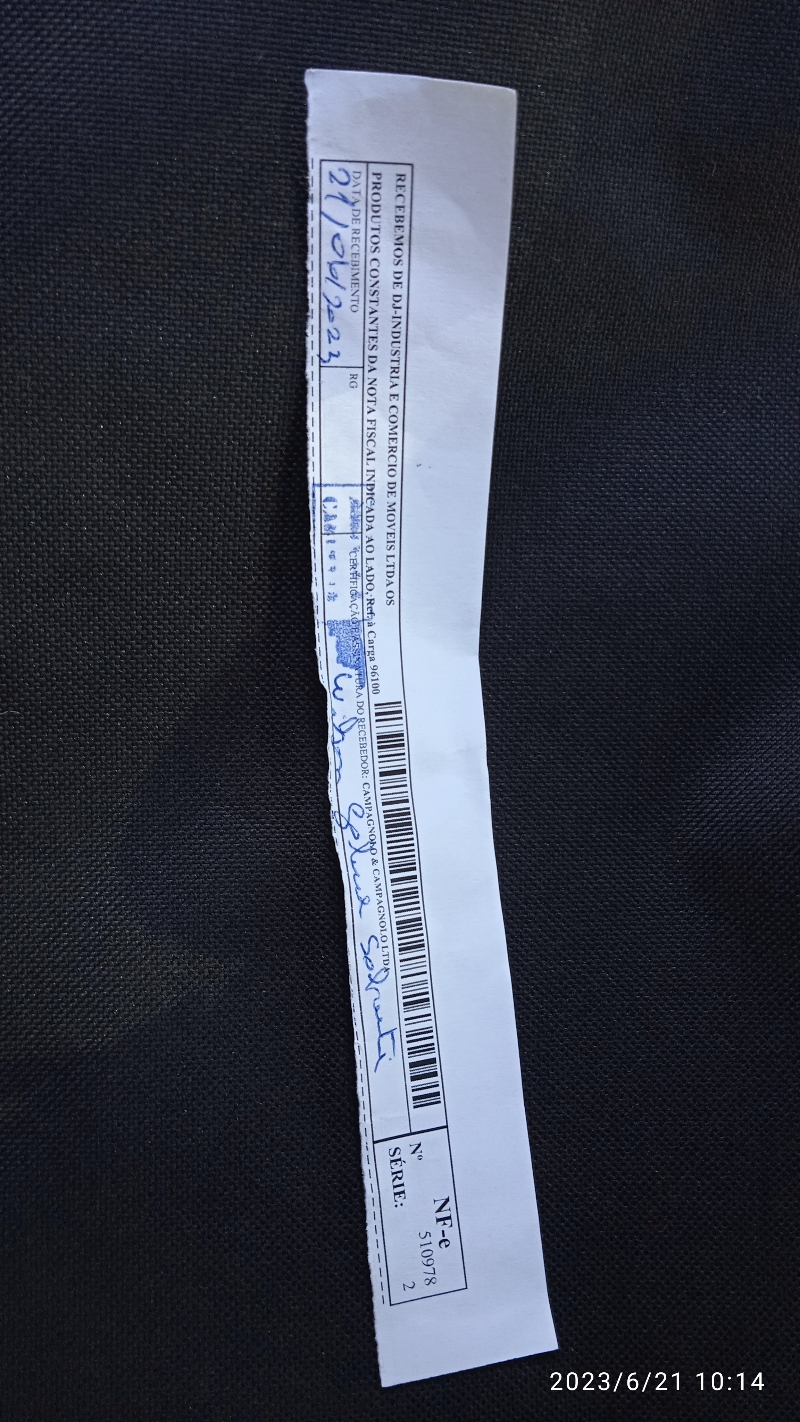 RECEBEMOS DE DJ-INDUSTRIA E COMERCIO DE MOVEIS LTDA OS
PRODUTOS CONSTANTES DA NOTA FISCAL INDICADA AO LADO, Ref. à Carga 96100
DATA DE RECEBIMENTO
21/06/2023
RG
CERTIFICAÇÃO E ASSINATURA DO RECEBEDOR: CAMPAGNOLO & CAMPAGNOLO LTDA
Wilson
NF-e
Nº 510978
SÉRIE: 2
2023/6/21 10:14